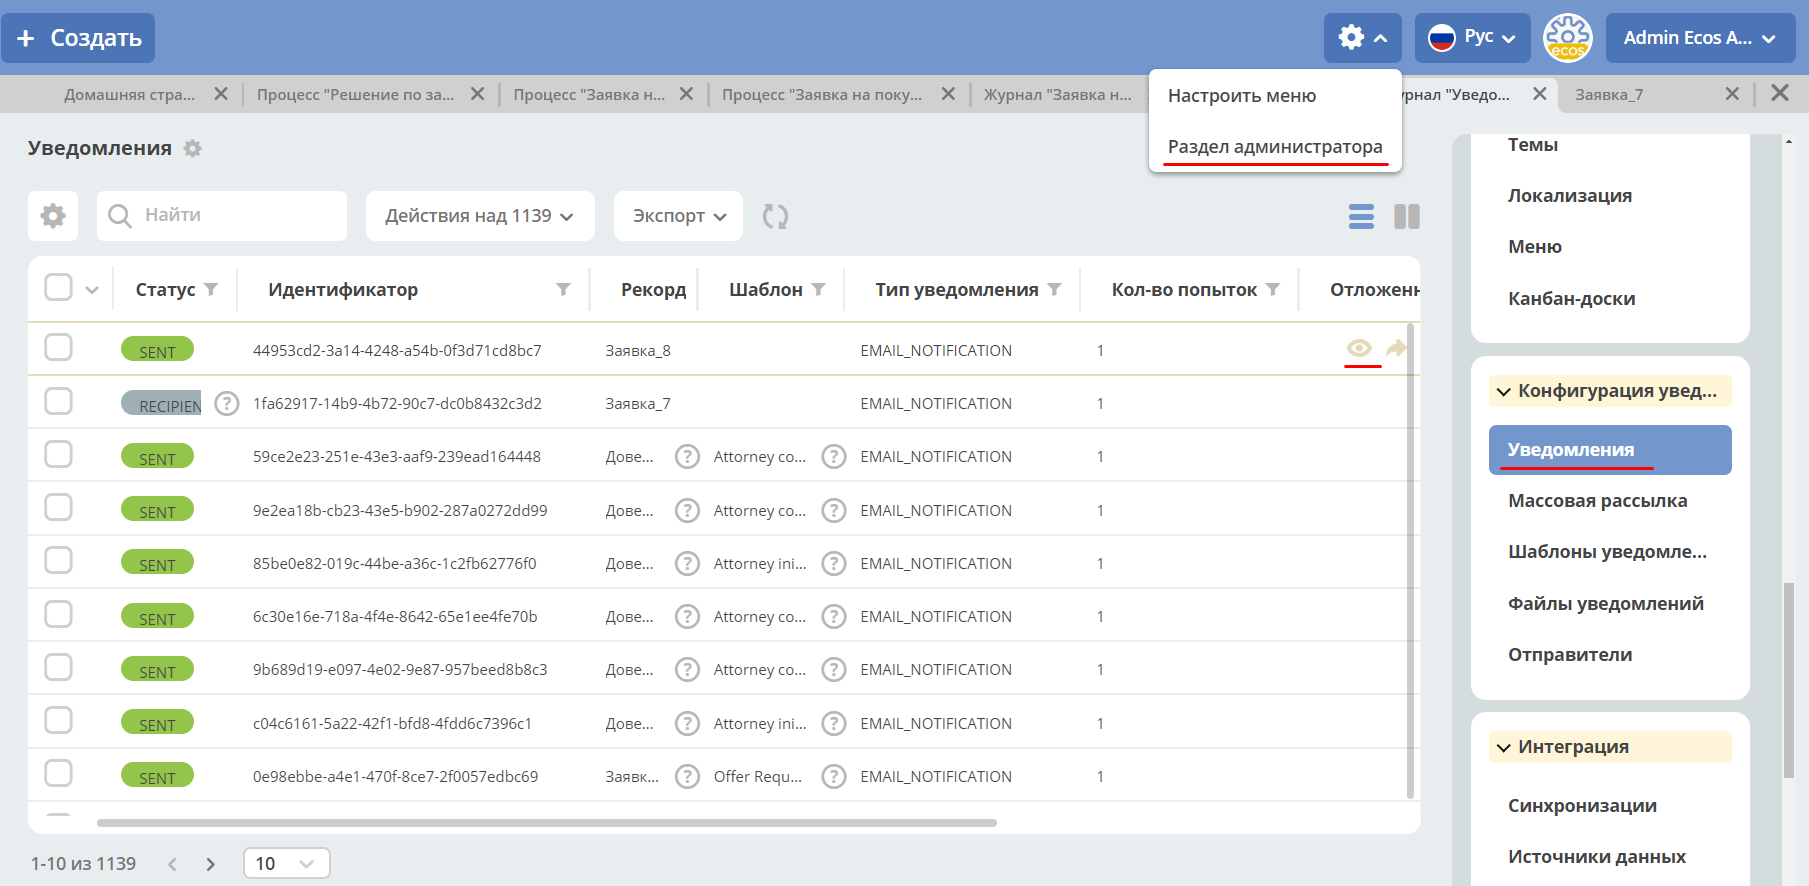 + Создать
Рус
ecos
Admin Ecos A...
Домашняя стра...
Процесс "Решение по за...
Процесс "Заявка н...
Процесс "Заявка на поку...
Журнал "Заявка н...
урнал "Уведо...
Заявка_7
Настроить меню
Раздел администратора
Уведомления
Найти
Действия над 1139
Экспорт
Статус
Идентификатор
Рекорд
Шаблон
Тип уведомления
Кол-во попыток
Отложенн
SENT 44953cd2-3a14-4248-a54b-0f3d71cd8bc7 Заявка_8 EMAIL_NOTIFICATION 1
RECIPIEN ? 1fa62917-14b9-4b72-90c7-dc0b8432c3d2 Заявка_7 EMAIL_NOTIFICATION 1
SENT 59ce2e23-251e-43e3-aaf9-239ead164448 Дове... ? Attorney co... ? EMAIL_NOTIFICATION 1
SENT 9e2ea18b-cb23-43e5-b902-287a0272dd99 Дове... ? Attorney co... ? EMAIL_NOTIFICATION 1
SENT 85be0e82-019c-44be-a36c-1c2fb62776f0 Дове... ? Attorney ini... ? EMAIL_NOTIFICATION 1
SENT 6c30e16e-718a-4f4e-8642-65e1ee4fe70b Дове... ? Attorney co... ? EMAIL_NOTIFICATION 1
SENT 9b689d19-e097-4e02-9e87-957beed8b8c3 Дове... ? Attorney co... ? EMAIL_NOTIFICATION 1
SENT c04c6161-5a22-42f1-bfd8-4fdd6c7396c1 Дове... ? Attorney ini... ? EMAIL_NOTIFICATION 1
SENT 0e98ebbe-a4e1-470f-8ce7-2f0057edbc69 Заявк... ? Offer Requ... ? EMAIL_NOTIFICATION 1
1-10 из 1139
10
Темы
Локализация
Меню
Канбан-доски
Конфигурация увед...
Уведомления
Массовая рассылка
Шаблоны уведомле...
Файлы уведомлений
Отправители
Интеграция
Синхронизации
Источники данных